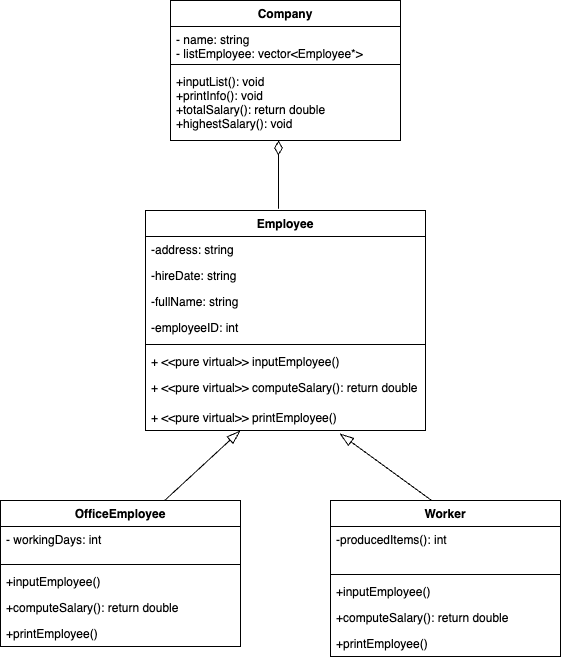 Company
- name: string
- listEmployee: vector<Employee*>
+inputList(): void
+printInfo(): void
+totalSalary(): return double
+highestSalary(): void
Employee
-address: string
-hireDate: string
-fullName: string
-employeeID: int
+ <<pure virtual>> inputEmployee()
+ <<pure virtual>> computeSalary(): return double
+ <<pure virtual>> printEmployee()
OfficeEmployee
- workingDays: int
+inputEmployee()
+computeSalary(): return double
+printEmployee()
Worker
-producedItems(): int
+inputEmployee()
+computeSalary(): return double
+printEmployee()